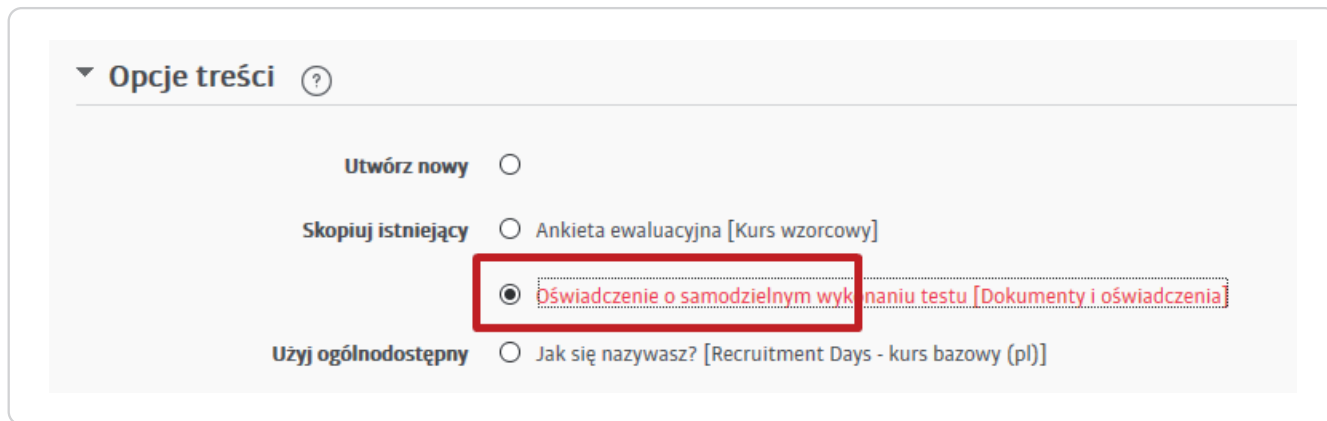 Opcje treści ?
Utwórz nowy
Skopiuj istniejący Ankieta ewaluacyjna [Kurs wzorcowy]
Oświadczenie o samodzielnym wykonaniu testu [Dokumenty i oświadczenia]
Użyj ogólnodostępny Jak się nazywasz? [Recruitment Days - kurs bazowy (pl)]